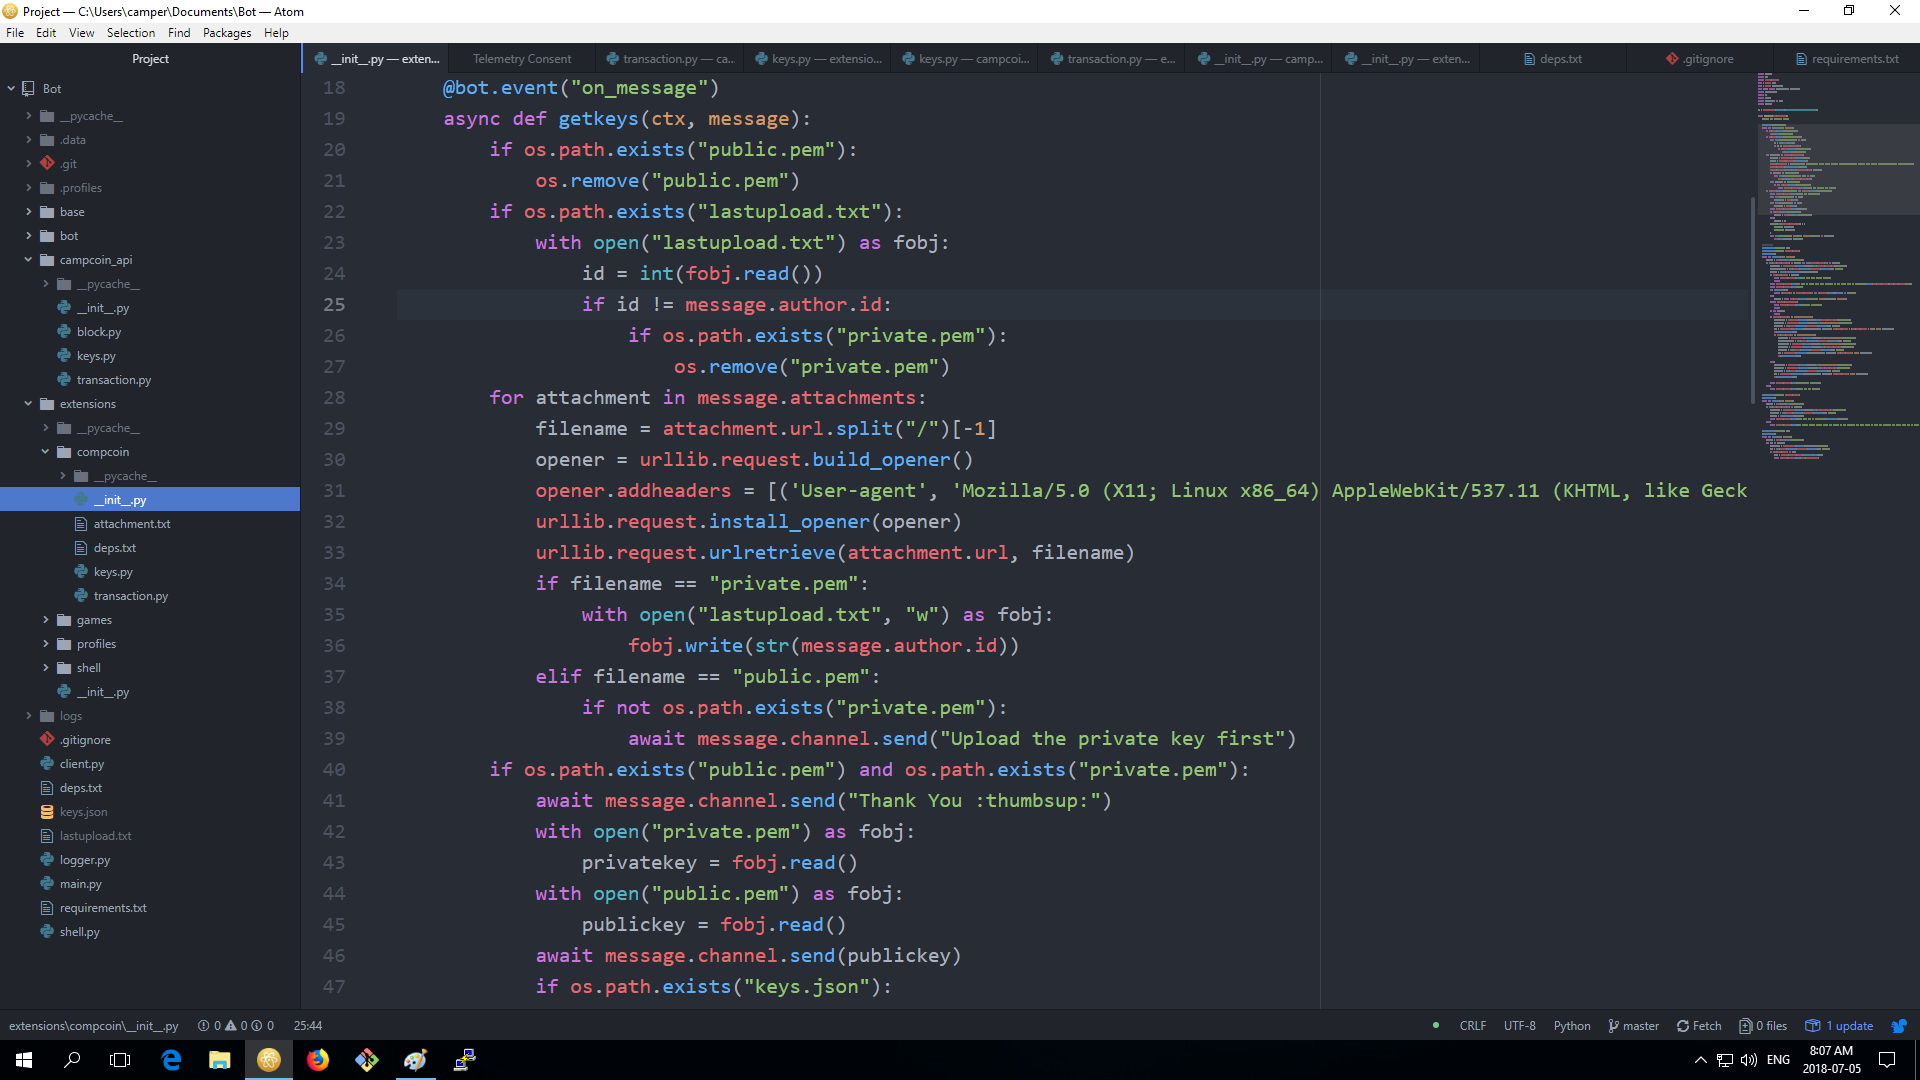 Project — C:\Users\camper\Documents\Bot — Atom
File Edit View Selection Find Packages Help
Project
__init__.py — exten... Telemetry Consent transaction.py — ca... keys.py — extensio... keys.py — campcoi... transaction.py — e... __init__.py — camp... __init__.py — exten... deps.txt .gitignore requirements.txt
Bot
__pycache__
.data
.git
.profiles
base
bot
campcoin_api
__pycache__
__init__.py
block.py
keys.py
transaction.py
extensions
__pycache__
compcoin
__pycache__
__init__.py
attachment.txt
deps.txt
keys.py
transaction.py
games
profiles
shell
__init__.py
logs
.gitignore
client.py
deps.txt
keys.json
lastupload.txt
logger.py
main.py
requirements.txt
shell.py
18 @bot.event("on_message")
19 async def getkeys(ctx, message):
20 if os.path.exists("public.pem"):
21 os.remove("public.pem")
22 if os.path.exists("lastupload.txt"):
23 with open("lastupload.txt") as fobj:
24 id = int(fobj.read())
25 if id != message.author.id:
26 if os.path.exists("private.pem"):
27 os.remove("private.pem")
28 for attachment in message.attachments:
29 filename = attachment.url.split("/")[-1]
30 opener = urllib.request.build_opener()
31 opener.addheaders = [('User-agent', 'Mozilla/5.0 (X11; Linux x86_64) AppleWebKit/537.11 (KHTML, like Geck
32 urllib.request.install_opener(opener)
33 urllib.request.urlretrieve(attachment.url, filename)
34 if filename == "private.pem":
35 with open("lastupload.txt", "w") as fobj:
36 fobj.write(str(message.author.id))
37 elif filename == "public.pem":
38 if not os.path.exists("private.pem"):
39 await message.channel.send("Upload the private key first")
40 if os.path.exists("public.pem") and os.path.exists("private.pem"):
41 await message.channel.send("Thank You :thumbsup:")
42 with open("private.pem") as fobj:
43 privatekey = fobj.read()
44 with open("public.pem") as fobj:
45 publickey = fobj.read()
46 await message.channel.send(publickey)
47 if os.path.exists("keys.json"):
extensions\compcoin\__init__.py 0 0 0 25:44 CRLF UTF-8 Python master Fetch 0 files 1 update
ENG 8:07 AM
2018-07-05